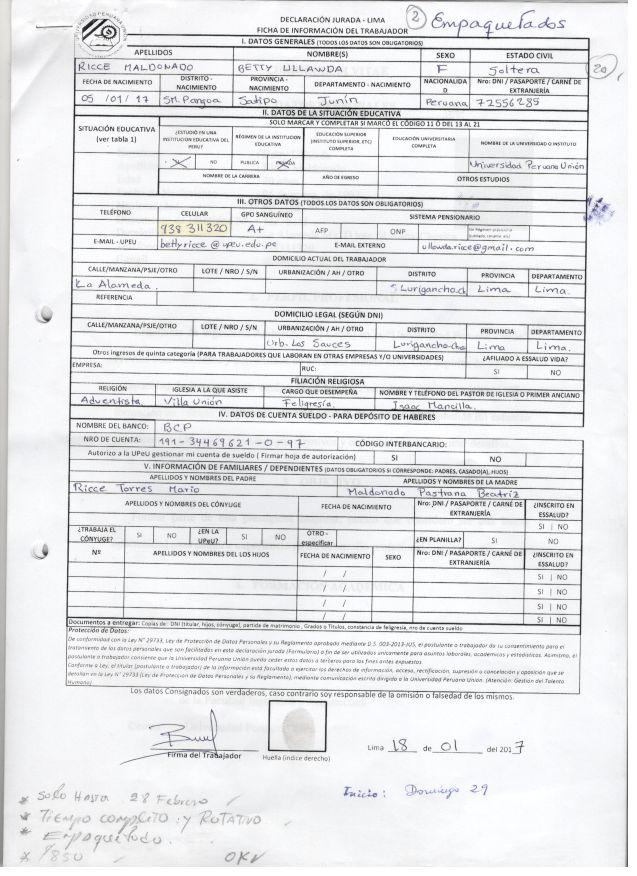 DECLARACIÓN JURADA - LIMA
FICHA DE INFORMACIÓN DEL TRABAJADOR
2 Empaquetados
20
I. DATOS GENERALES (TODOS LOS DATOS SON OBLIGATORIOS)
APELLIDOS NOMBRE(S) SEXO ESTADO CIVIL
RICCE MALDONADO BETTY ULLANDA F Soltera
FECHA DE NACIMIENTO DISTRITO - NACIMIENTO PROVINCIA - NACIMIENTO DEPARTAMENTO - NACIMIENTO NACIONALIDAD Nro: DNI / PASAPORTE / CARNÉ DE EXTRANJERÍA
05 /01/ 17 Sm. Pangoa Satipo Junín Peruana 72556285
II. DATOS DE LA SITUACIÓN EDUCATIVA
SOLO MARCAR Y COMPLETAR SI MARCÓ EL CÓDIGO 11 Ó DEL 13 AL 21
SITUACIÓN EDUCATIVA (ver tabla 1) ¿ESTUDIÓ EN UNA INSTITUCION EDUCATIVA DEL PERU? RÉGIMEN DE LA INSTITUCION EDUCATIVA EDUCACIÓN SUPERIOR (INSTITUTO SUPERIOR, ETC) COMPLETA EDUCACIÓN UNIVERSITARIA COMPLETA NOMBRE DE LA UNIVERSIDAD O INSTITUTO
SI NO PUBLICA PRIVADA Universidad Peruana Unión
NOMBRE DE LA CARRERA AÑO DE EGRESO OTROS ESTUDIOS
III. OTROS DATOS (TODOS LOS DATOS SON OBLIGATORIOS)
TELÉFONO CELULAR GPO SANGUÍNEO SISTEMA PENSIONARIO
938 311 320 A+ AFP ONP
E-MAIL - UPEU bettyricce @ upeu.edu.pe E-MAIL EXTERNO ullowda.ricce@gmail.com
DOMICILIO ACTUAL DEL TRABAJADOR
CALLE/MANZANA/PSJE/OTRO LOTE / NRO / S/N URBANIZACIÓN / AH / OTRO DISTRITO PROVINCIA DEPARTAMENTO
La Alameda. Lima Lima.
REFERENCIA
DOMICILIO LEGAL (SEGÚN DNI)
CALLE/MANZANA/PSJE/OTRO LOTE / NRO / S/N URBANIZACIÓN / AH / OTRO DISTRITO PROVINCIA DEPARTAMENTO
Urb. Los Sauces Lima Lima.
Otros ingresos de quinta categoría (PARA TRABAJADORES QUE LABORAN EN OTRAS EMPRESAS Y/O UNIVERSIDADES) ¿AFILIADO A ESSALUD VIDA?
EMPRESA: RUC: SI NO
FILIACIÓN RELIGIOSA
RELIGIÓN IGLESIA A LA QUE ASISTE CARGO QUE DESEMPEÑA NOMBRE Y TELÉFONO DEL PASTOR DE IGLESIA O PRIMER ANCIANO
Adventista. Villa Unión Feligresía. Isaac Mancilla.
IV. DATOS DE CUENTA SUELDO - PARA DEPÓSITO DE HABERES
NOMBRE DEL BANCO: BCP
NRO DE CUENTA: 191-34469621-0-97 CÓDIGO INTERBANCARIO:
Autorizo a la UPeU gestionar mi cuenta de sueldo ( Firmar hoja de autorización) SI NO
V. INFORMACIÓN DE FAMILIARES / DEPENDIENTES (DATOS OBLIGATORIOS SI CORRESPONDE: PADRES, CASADO(A), HIJOS)
APELLIDOS Y NOMBRES DEL PADRE APELLIDOS Y NOMBRES DE LA MADRE
Ricce Torres Mario Maldonado Pastrana Beatriz
APELLIDOS Y NOMBRES DEL CÓNYUGE FECHA DE NACIMIENTO Nro: DNI / PASAPORTE / CARNÉ DE EXTRANJERÍA ¿INSCRITO EN ESSALUD?
SI | NO
¿TRABAJA EL CÓNYUGE? SI NO ¿EN LA UPeU? SI NO OTRO - especificar ¿EN PLANILLA? SI NO
Nº APELLIDOS Y NOMBRES DE LOS HIJOS FECHA DE NACIMIENTO SEXO Nro: DNI / PASAPORTE / CARNÉ DE EXTRANJERÍA ¿INSCRITO EN ESSALUD?
/ / SI | NO
/ / SI | NO
/ / SI | NO
/ / SI | NO
Documentos a entregar: Copias de: DNI (titular, hijos, cónyuge), partida de matrimonio , Grados o Títulos, constancia de feligresía, nro de cuenta sueldo
Protección de Datos:
De conformidad con la Ley N° 29733, Ley de Protección de Datos Personales y su Reglamento aprobado mediante D.S. 003-2013-JUS, el postulante o trabajador da su consentimiento para el
tratamiento de los datos personales que son facilitados en esta declaración jurada (Formulario) a fin de ser utilizados únicamente para asuntos laborales, académicos y estadísticos. Asimismo, el
postulante o trabajador consiente que la Universidad Peruana Unión pueda ceder estos datos a terceros para los fines antes expuestos.
Conforme a Ley, el titular (postulante o trabajador) de la información está facultado a ejercitar los derechos de información, acceso, rectificación, supresión o cancelación y oposición que se
detallan en la Ley N° 29733 (Ley de Protección de Datos Personales y su Reglamento), mediante comunicación escrita dirigida a la Universidad Peruana Unión. (Atención: Gestión del Talento
Humano)
Los datos Consignados son verdaderos, caso contrario soy responsable de la omisión o falsedad de los mismos.
Firma del Trabajador Huella (índice derecho) Lima 18 de 01 del 2017
Inicio: Domingo 29
* Solo Hasta 28 Febrero
* Tiempo completo y Rotativo
* Empaquetado.
* 850 OK